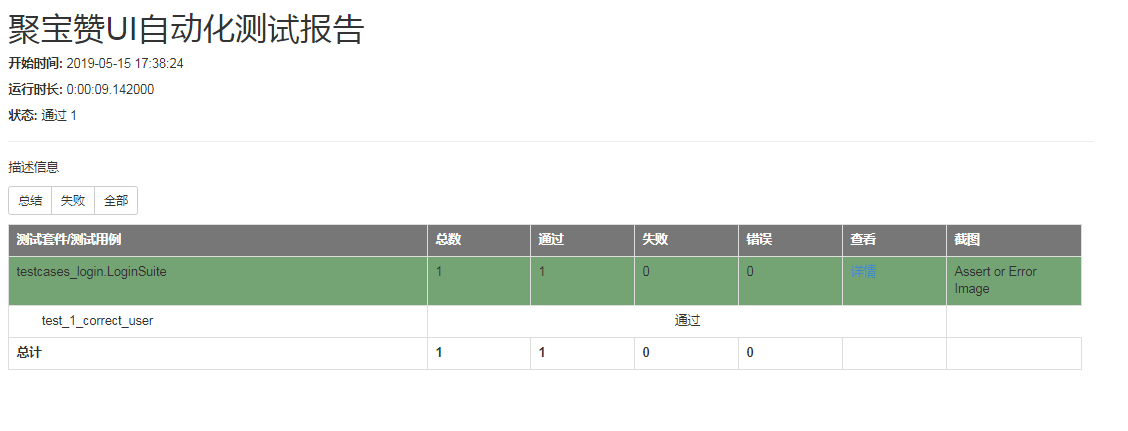 聚宝赞UI自动化测试报告
开始时间: 2019-05-15 17:38:24
运行时长: 0:00:09.142000
状态: 通过 1
描述信息
总结 失败 全部
测试套件/测试用例 总数 通过 失败 错误 查看 截图
testcases_login.LoginSuite 1 1 0 0 详情 Assert or Error
Image
test_1_correct_user 通过
总计 1 1 0 0